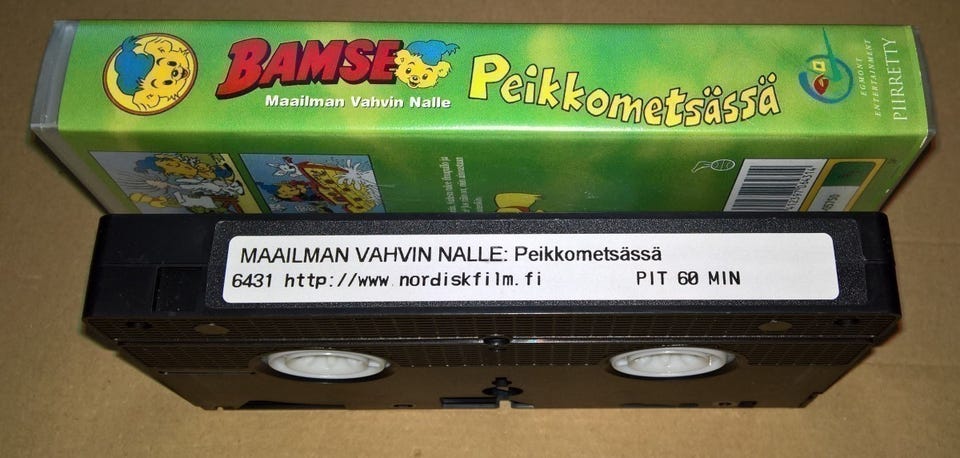 BAMSE
Maailman Vahvin Nalle
Peikkometsässä
EGMONT
ENTERTAINMENT
PIIRRETTY
MAAILMAN VAHVIN NALLE: Peikkometsässä
6431 http://www.nordiskfilm.fi PIT 60 MIN